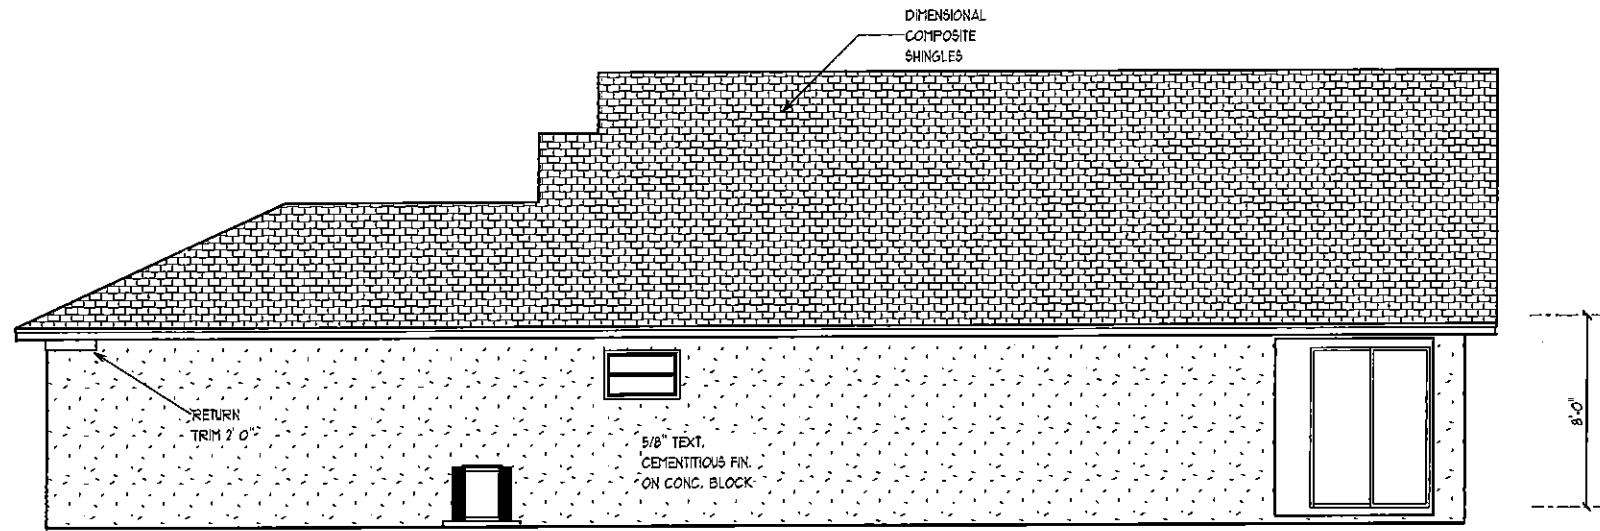 DIMENSIONAL
COMPOSITE
SHINGLES
RETURN
TRIM 2' 0"
5/8" TEXT.
CEMENTITIOUS FIN.
ON CONC. BLOCK
8'-0"